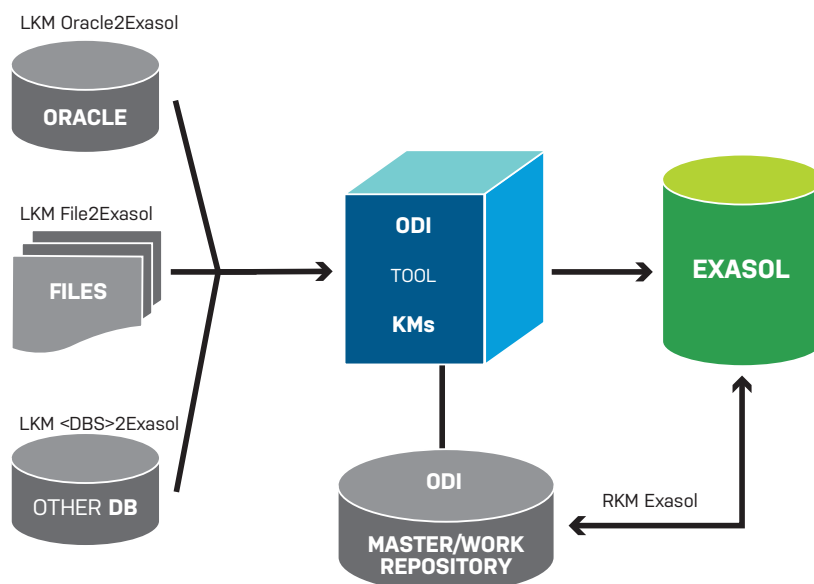 LKM Oracle2Exasol
ORACLE
LKM File2Exasol
FILES
LKM <DBS>2Exasol
OTHER DB
ODI
TOOL
KMs
EXASOL
ODI
MASTER/WORK
REPOSITORY
RKM Exasol